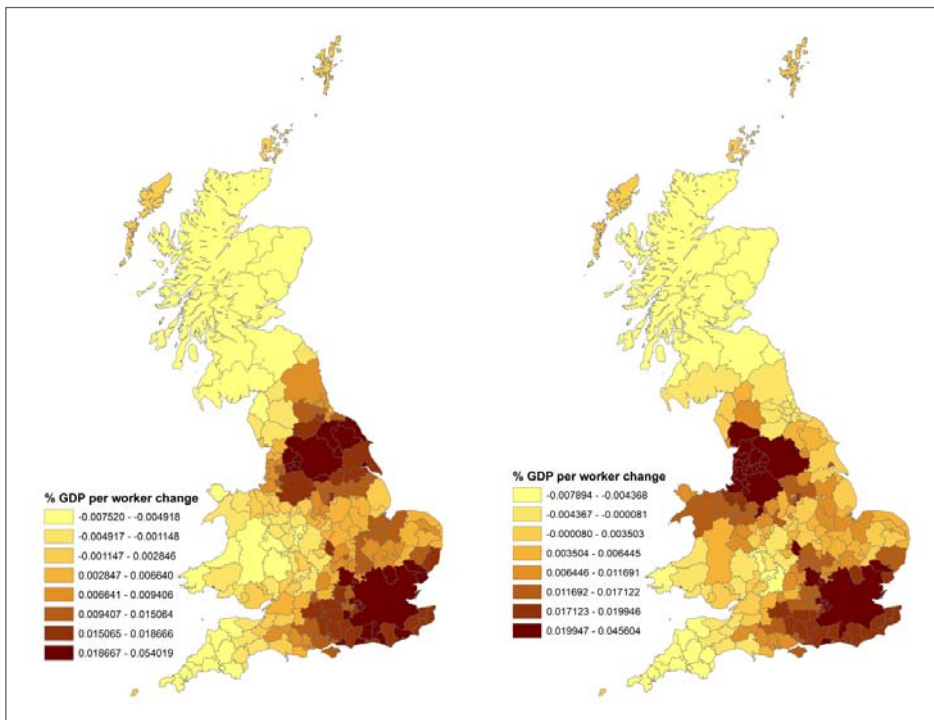 % GDP per worker change
-0.007520 - -0.004918
-0.004917 - -0.001148
-0.001147 - 0.002846
0.002847 - 0.006640
0.006641 - 0.009406
0.009407 - 0.015064
0.015065 - 0.018666
0.018667 - 0.054019
% GDP per worker change
-0.007894 - -0.004368
-0.004367 - -0.000081
-0.000080 - 0.003503
0.003504 - 0.006445
0.006446 - 0.011691
0.011692 - 0.017122
0.017123 - 0.019946
0.019947 - 0.045604